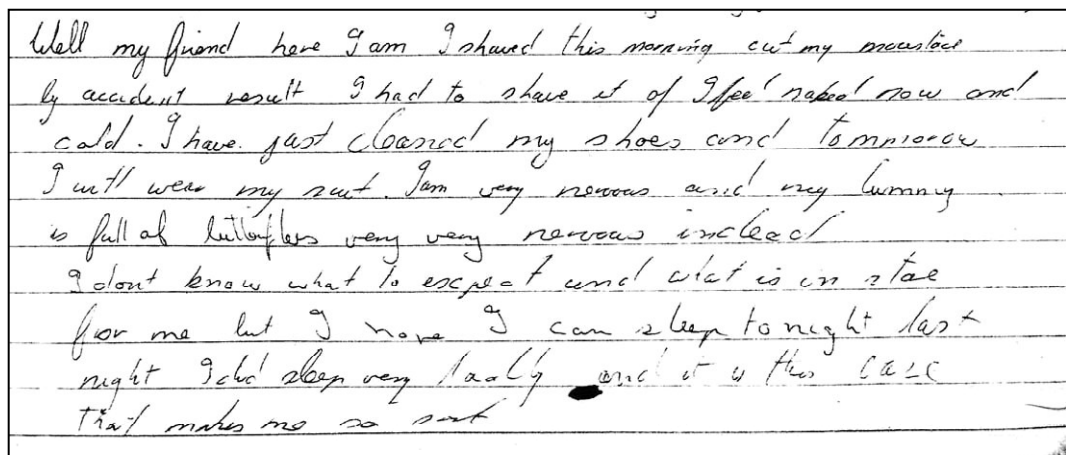 Well my friend here I am I shaved this morning cut my moustace
by accident result I had to shave it of I feel naked now and
cold. I have just cleaned my shoes and tommorow
I will wear my suit. I am very nervous and my tummy
is full of butterflies very very nervous indeed
I dont know what to expect and what is in store
for me but I hope I can sleep tonight last
night I did sleep very badly and it is this case
that makes me so